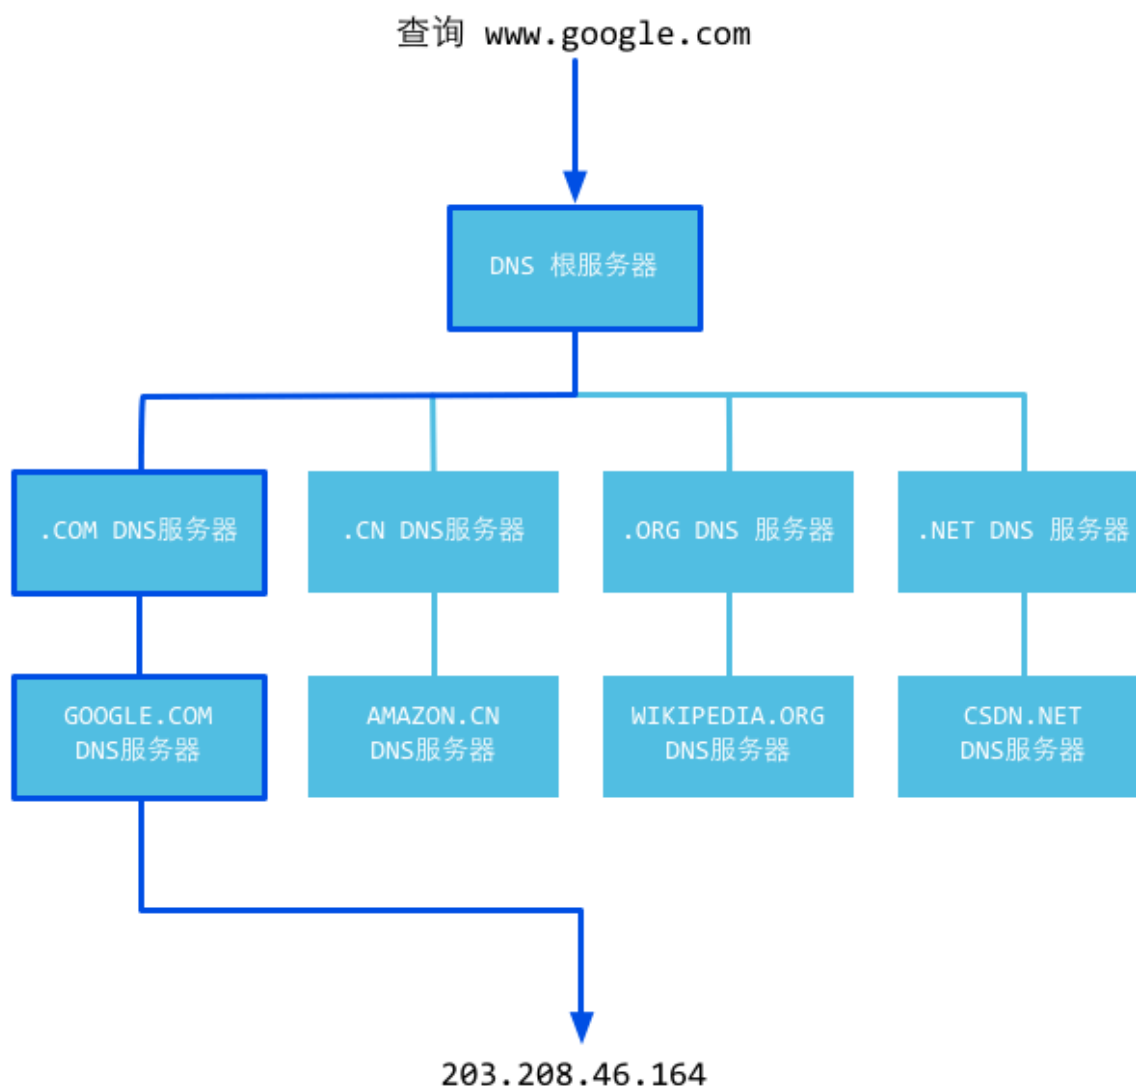 查询 www.google.com
DNS 根服务器
.COM DNS服务器
.CN DNS服务器
.ORG DNS 服务器
.NET DNS 服务器
GOOGLE.COM
DNS服务器
AMAZON.CN
DNS服务器
WIKIPEDIA.ORG
DNS服务器
CSDN.NET
DNS服务器
203.208.46.164